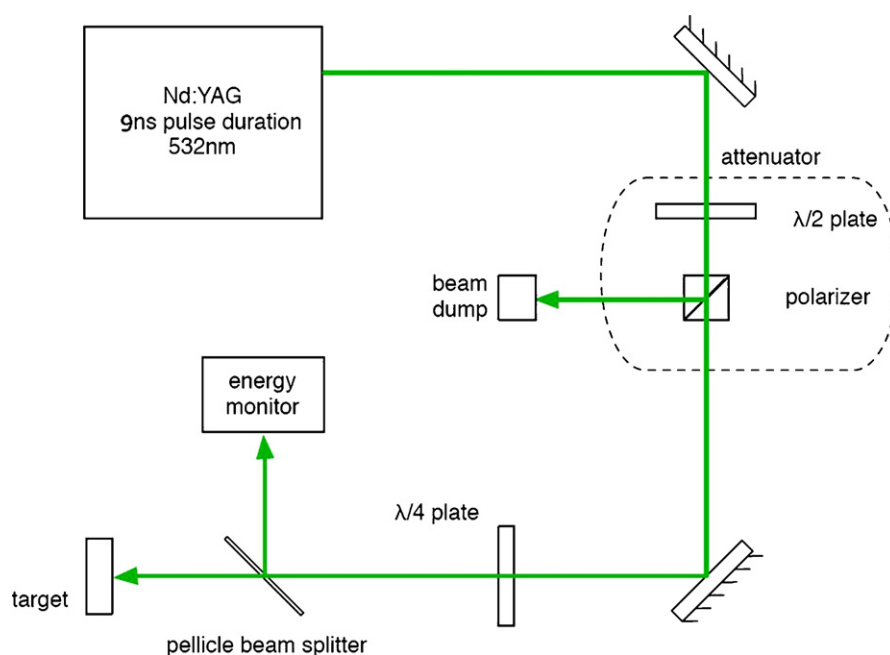 Nd:YAG
9ns pulse duration
532nm
attenuator
λ/2 plate
beam
dump
polarizer
energy
monitor
λ/4 plate
target
pellicle beam splitter